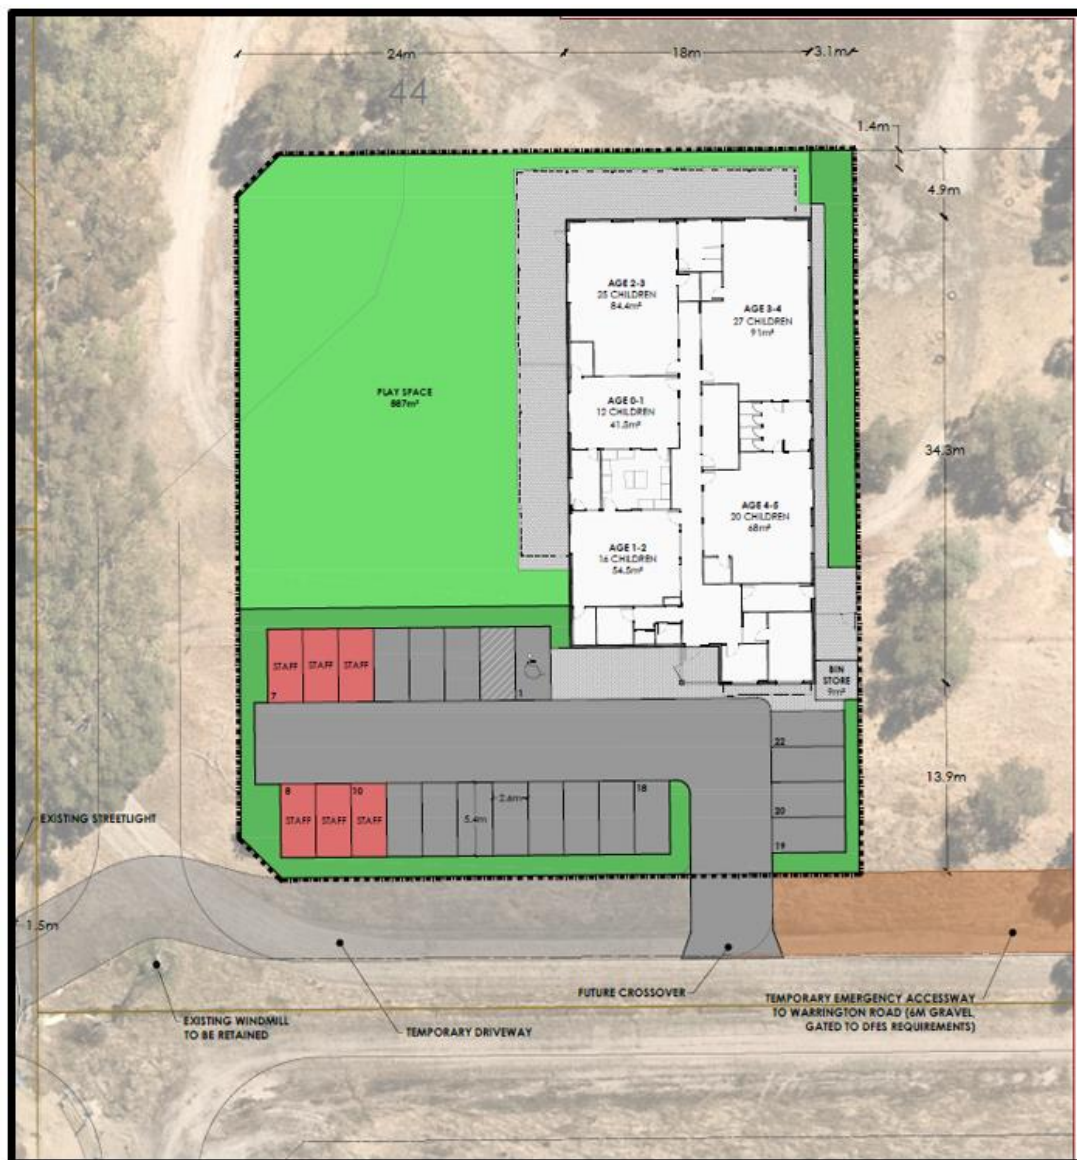 24m
18m
3.1m
44
1.4m
4.9m
AGE 2-3
25 CHILDREN
84.4m²
AGE 3-4
27 CHILDREN
91m²
PLAY SPACE
887m²
AGE 0-1
12 CHILDREN
41.5m²
34.3m
AGE 4-5
20 CHILDREN
68m²
AGE 1-2
16 CHILDREN
54.5m²
STAFF
STAFF
STAFF
7
1
BIN
STORE
9m²
22
13.9m
8
10
18
2.6m
STAFF
STAFF
STAFF
5.4m
20
19
EXISTING STREETLIGHT
1.5m
FUTURE CROSSOVER
TEMPORARY EMERGENCY ACCESSWAY
TO WARRINGTON ROAD (6M GRAVEL,
GATED TO DFES REQUIREMENTS)
EXISTING WINDMILL
TO BE RETAINED
TEMPORARY DRIVEWAY